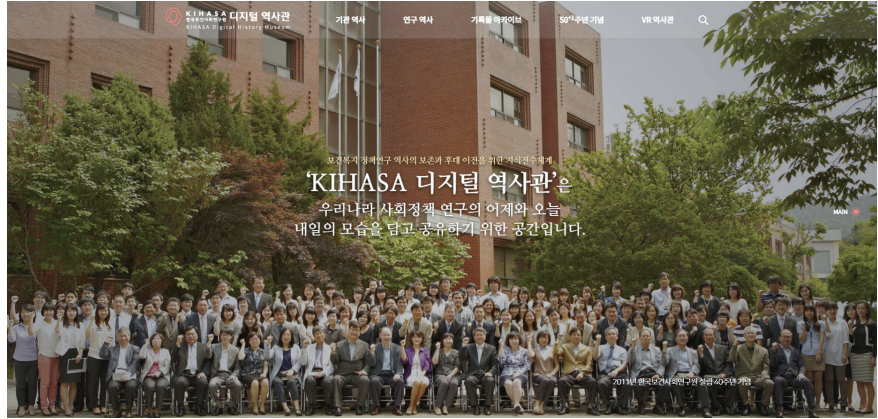 KIHASA 디지털 역사관
한국보건사회연구원
KIHASA Digital History Museum
기관 역사
연구 역사
기록물 아카이브
50+1주년 기념
VR 역사관
보건복지 정책연구 역사의 보존과 후대 이전을 위한 지식전수체계
‘KIHASA 디지털 역사관’은
우리나라 사회정책 연구의 어제와 오늘
내일의 모습을 담고 공유하기 위한 공간입니다.
MAIN
2011년 한국보건사회연구원 설립 40주년 기념